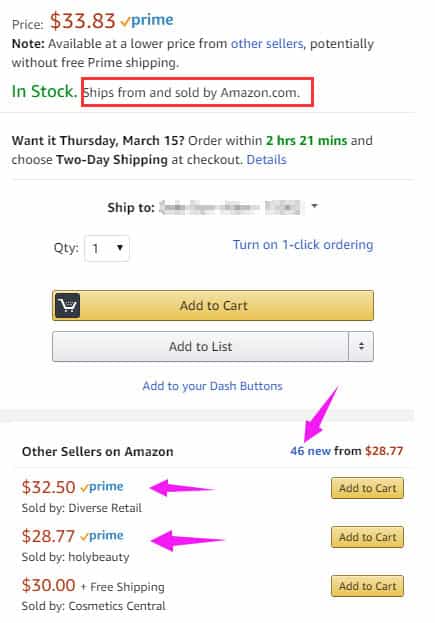 Price: $33.83 prime
Note: Available at a lower price from other sellers, potentially
without free Prime shipping.
In Stock. Ships from and sold by Amazon.com.
Want it Thursday, March 15? Order within 2 hrs 21 mins and
choose Two-Day Shipping at checkout. Details
Ship to:
Qty: 1 Turn on 1-click ordering
Add to Cart
Add to List
Add to your Dash Buttons
Other Sellers on Amazon 46 new from $28.77
$32.50 prime Add to Cart
Sold by: Diverse Retail
$28.77 prime Add to Cart
Sold by: holybeauty
$30.00 + Free Shipping Add to Cart
Sold by: Cosmetics Central